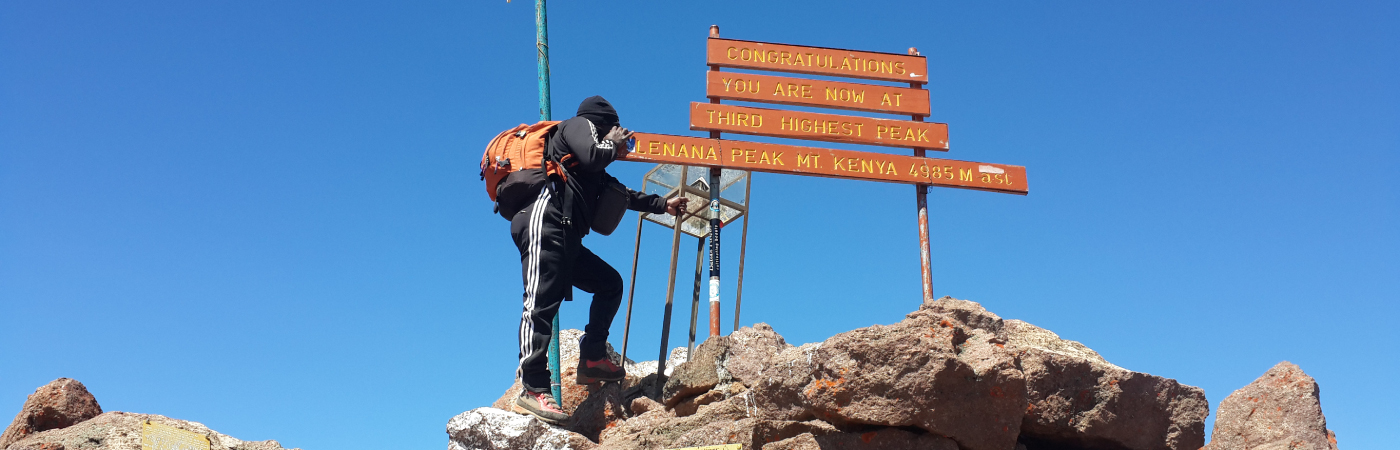 CONGRATULATIONS
YOU ARE NOW AT
THIRD HIGHEST PEAK
LENANA PEAK MT. KENYA 4985 M asl